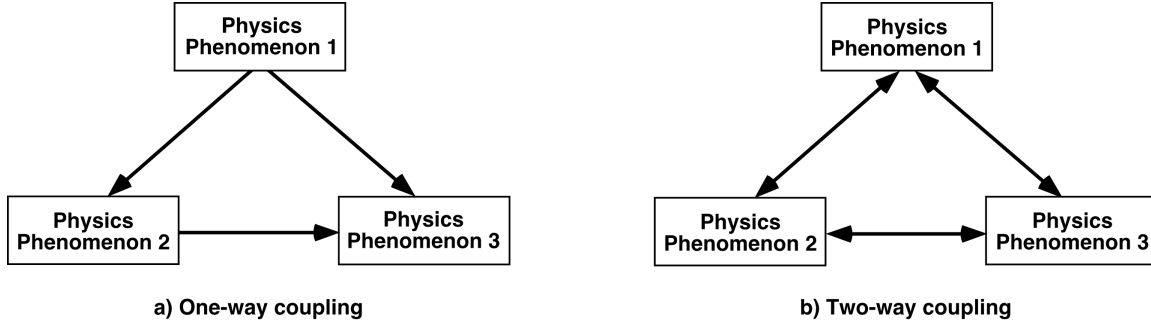 Physics
Phenomenon 1
Physics
Phenomenon 2
Physics
Phenomenon 3
a) One-way coupling
Physics
Phenomenon 1
Physics
Phenomenon 2
Physics
Phenomenon 3
b) Two-way coupling